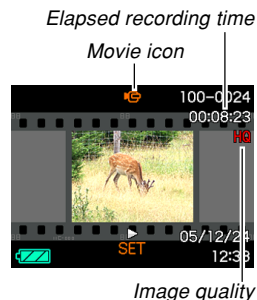 Elapsed recording time
Movie icon
100-0024
00:08:23
HQ
SET
05/12/24
12:38
Image quality